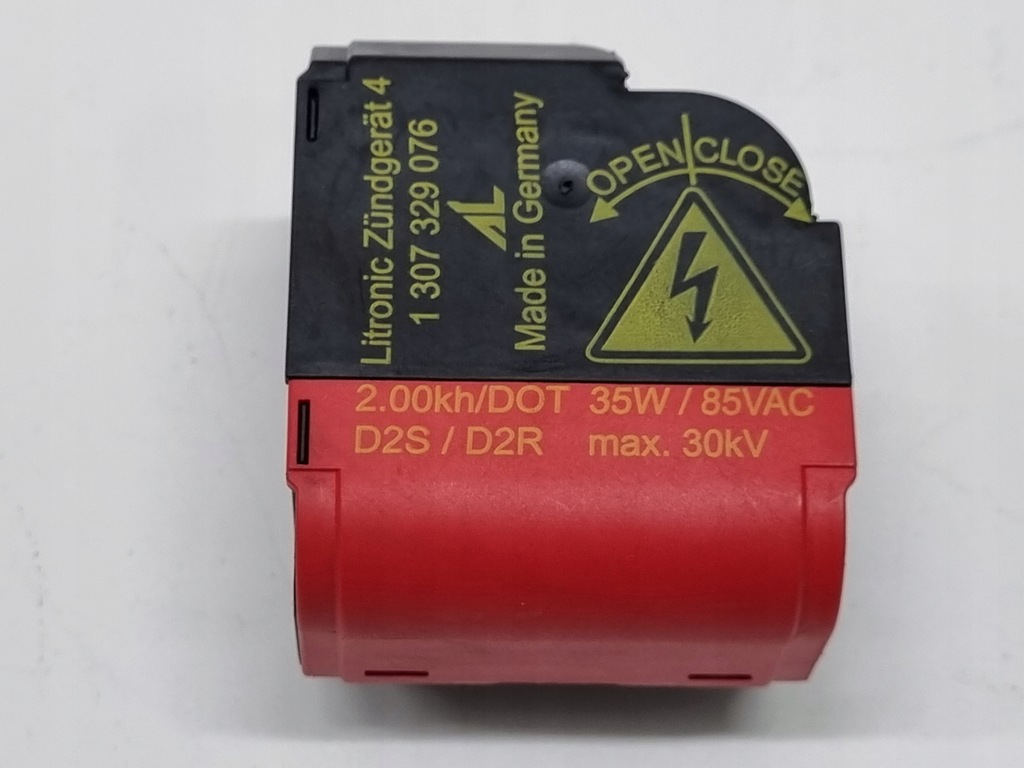 Litronic Zündgerät 4
1 307 329 076
AL
Made in Germany
OPEN CLOSE
2.00kh/DOT 35W / 85VAC
D2S / D2R max. 30kV